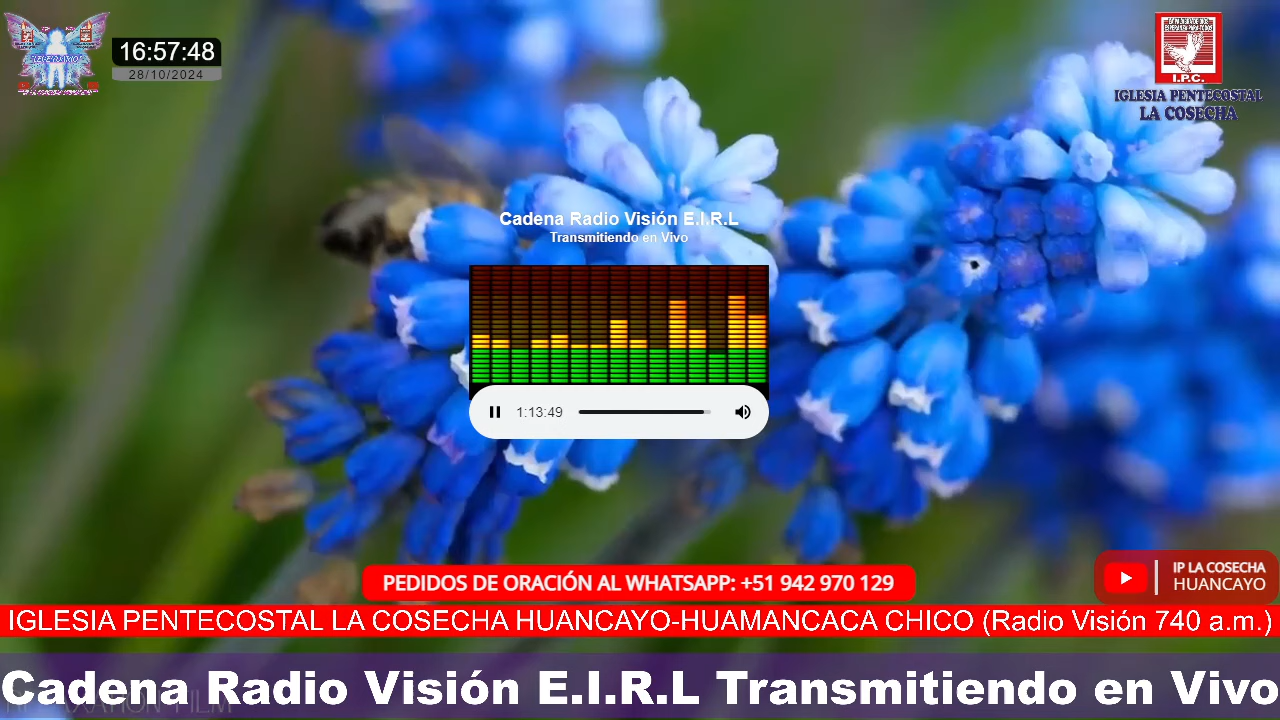 16:57:48
28/10/2024
I.P.C.
IGLESIA PENTECOSTAL
LA COSECHA
Cadena Radio Visión E.I.R.L
Transmitiendo en Vivo
1:13:49
PEDIDOS DE ORACIÓN AL WHATSAPP: +51 942 970 129
IP LA COSECHA
HUANCAYO
IGLESIA PENTECOSTAL LA COSECHA HUANCAYO-HUAMANCACA CHICO (Radio Visión 740 a.m.)
Cadena Radio Visión E.I.R.L Transmitiendo en Vivo